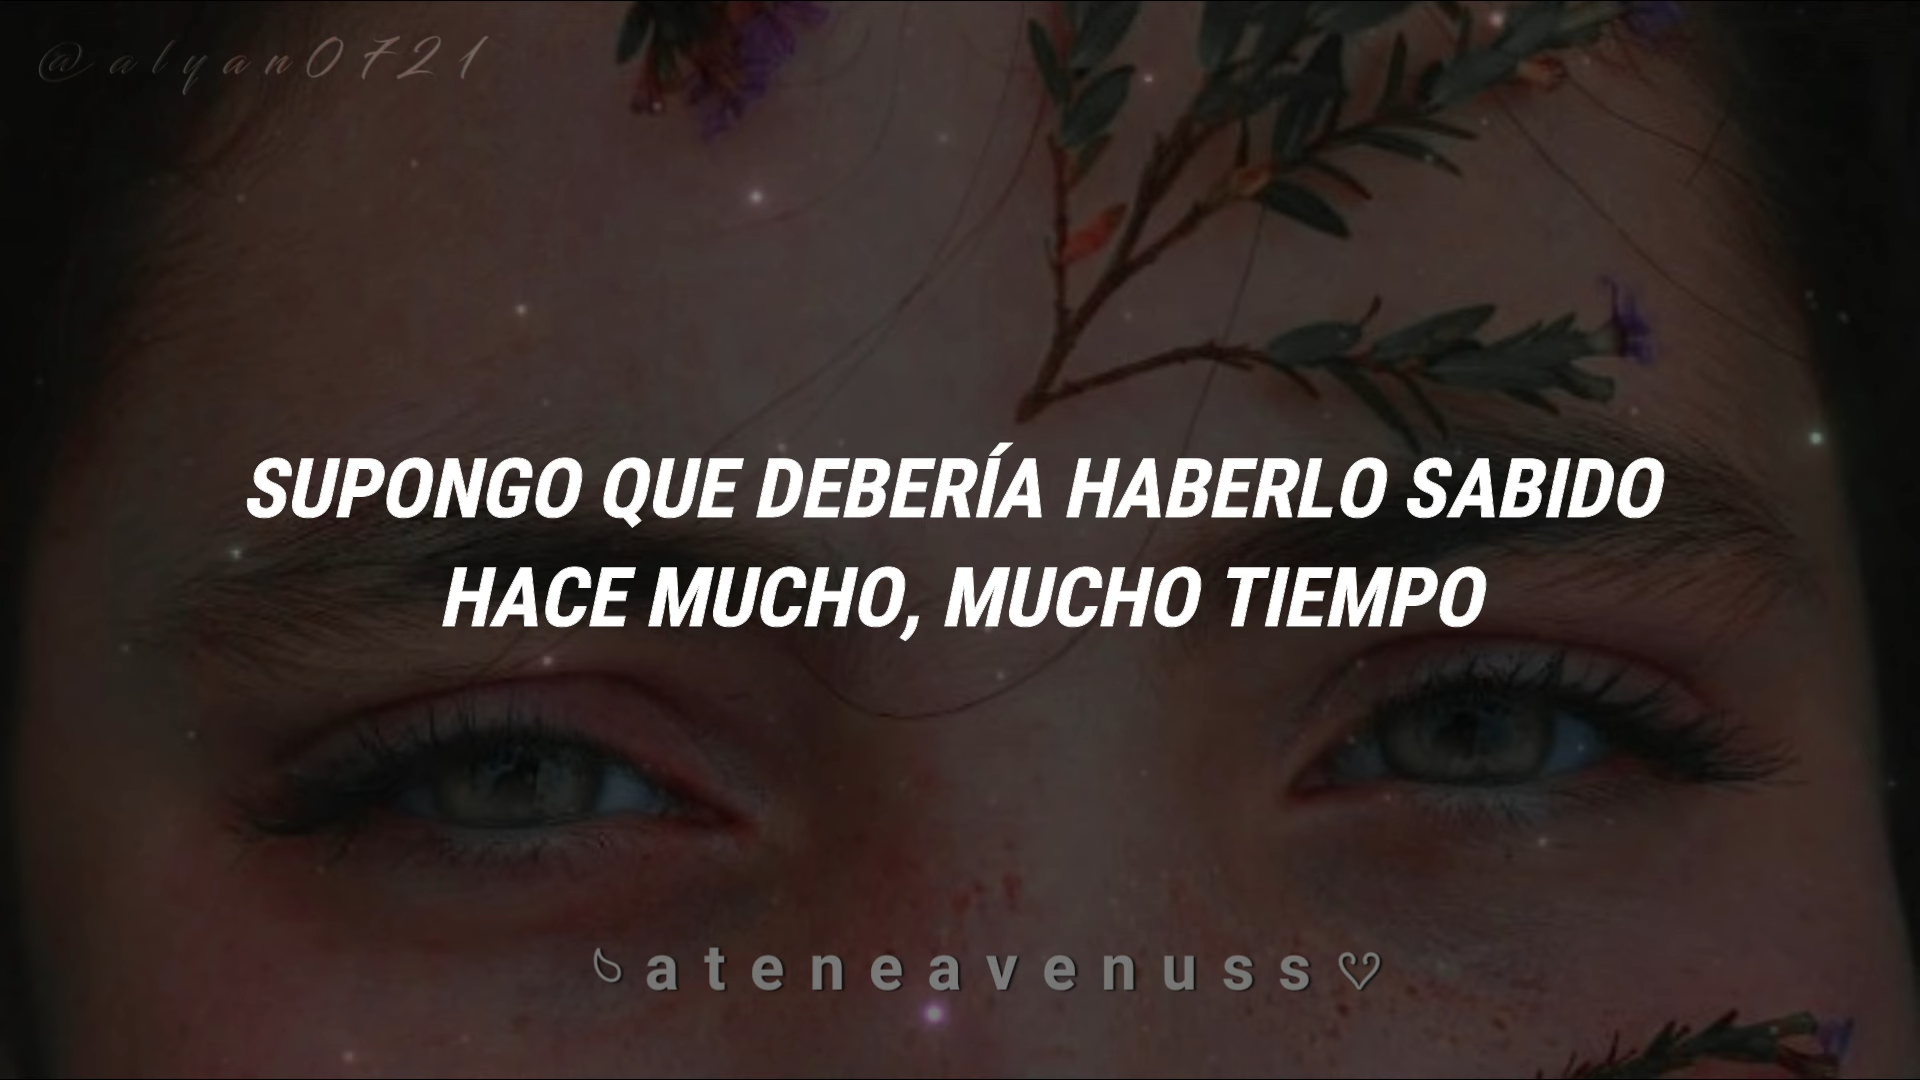 @alyan0721
SUPONGO QUE DEBERÍA HABERLO SABIDO
HACE MUCHO, MUCHO TIEMPO
ateneavenuss♡